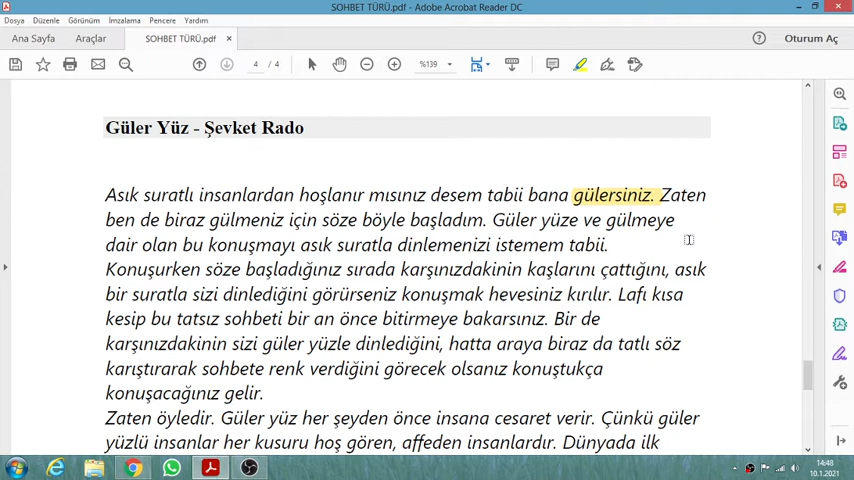 SOHBET TÜRÜ.pdf - Adobe Acrobat Reader DC
Dosya Düzenle Görünüm İmzalama Pencere Yardım
Ana Sayfa Araçlar SOHBET TÜRÜ.pdf × Oturum Aç
4 / 4 %139
Güler Yüz - Şevket Rado
Asık suratlı insanlardan hoşlanır mısınız desem tabii bana gülersiniz. Zaten
ben de biraz gülmeniz için söze böyle başladım. Güler yüze ve gülmeye
dair olan bu konuşmayı asık suratla dinlemenizi istemem tabii.
Konuşurken söze başladığınız sırada karşınızdakinin kaşlarını çattığını, asık
bir suratla sizi dinlediğini görürseniz konuşmak hevesiniz kırılır. Lafı kısa
kesip bu tatsız sohbeti bir an önce bitirmeye bakarsınız. Bir de
karşınızdakinin sizi güler yüzle dinlediğini, hatta araya biraz da tatlı söz
karıştırarak sohbete renk verdiğini görecek olsanız konuştukça
konuşacağınız gelir.
Zaten öyledir. Güler yüz her şeyden önce insana cesaret verir. Çünkü güler
yüzlü insanlar her kusuru hoş gören, affeden insanlardır. Dünyada ilk
14:48
10.1.2021